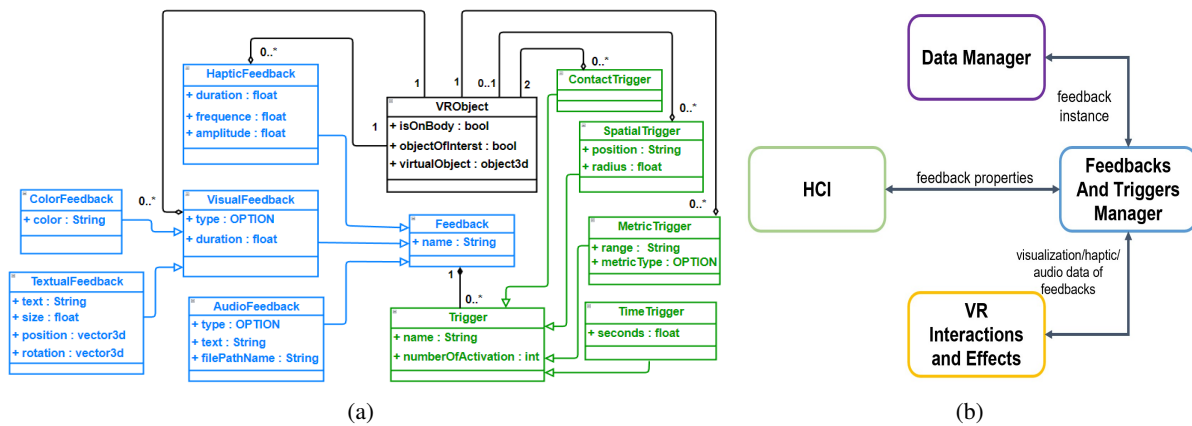 0..*
HapticFeedback
+ duration : float
+ frequence : float
+ amplitude : float
1
1
1
0..1
2
VRObject
+ isOnBody : bool
+ objectOfInterst : bool
+ virtualObject : object3d
0..*
ContactTrigger
0..*
SpatialTrigger
+ position : String
+ radius : float
ColorFeedback
+ color : String
0..*
VisualFeedback
+ type : OPTION
+ duration : float
Feedback
+ name : String
1
0..*
0..*
MetricTrigger
+ range : String
+ metricType : OPTION
TextualFeedback
+ text : String
+ size : float
+ position : vector3d
+ rotation : vector3d
AudioFeedback
+ type : OPTION
+ text : String
+ filePathName : String
Trigger
+ name : String
+ numberOfActivation : int
TimeTrigger
+ seconds : float
(a)
Data Manager
feedback
instance
HCI
feedback properties
Feedbacks
And Triggers
Manager
visualization/haptic/
audio data of
feedbacks
VR
Interactions
and Effects
(b)